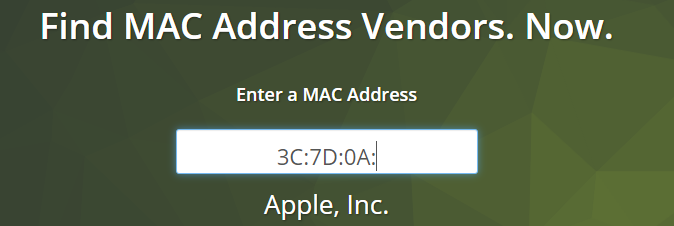 Find MAC Address Vendors. Now.
Enter a MAC Address
3C:7D:0A:
Apple, Inc.